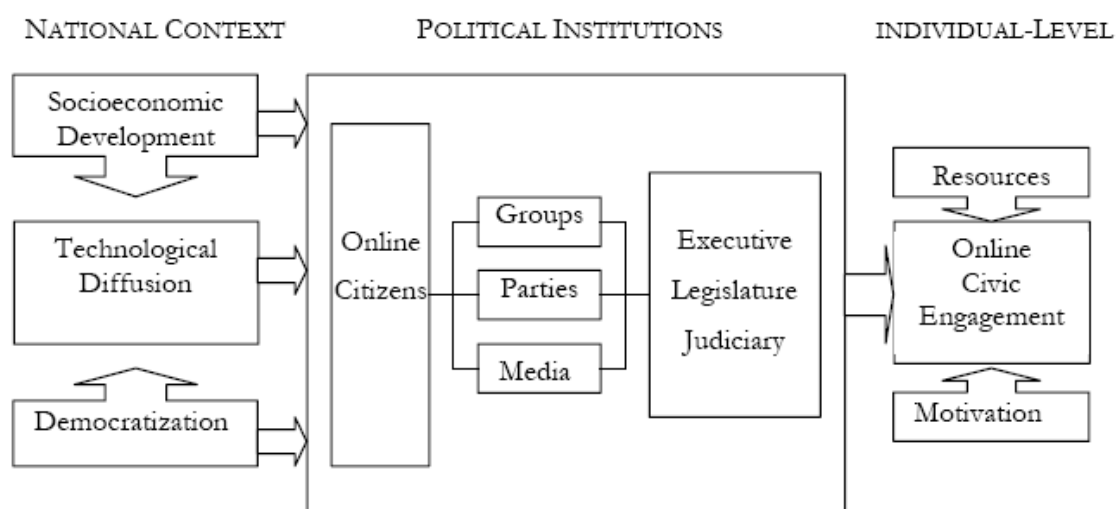 NATIONAL CONTEXT
POLITICAL INSTITUTIONS
INDIVIDUAL-LEVEL
Socioeconomic
Development
Technological
Diffusion
Democratization
Online
Citizens
Groups
Parties
Media
Executive
Legislature
Judiciary
Resources
Online
Civic
Engagement
Motivation